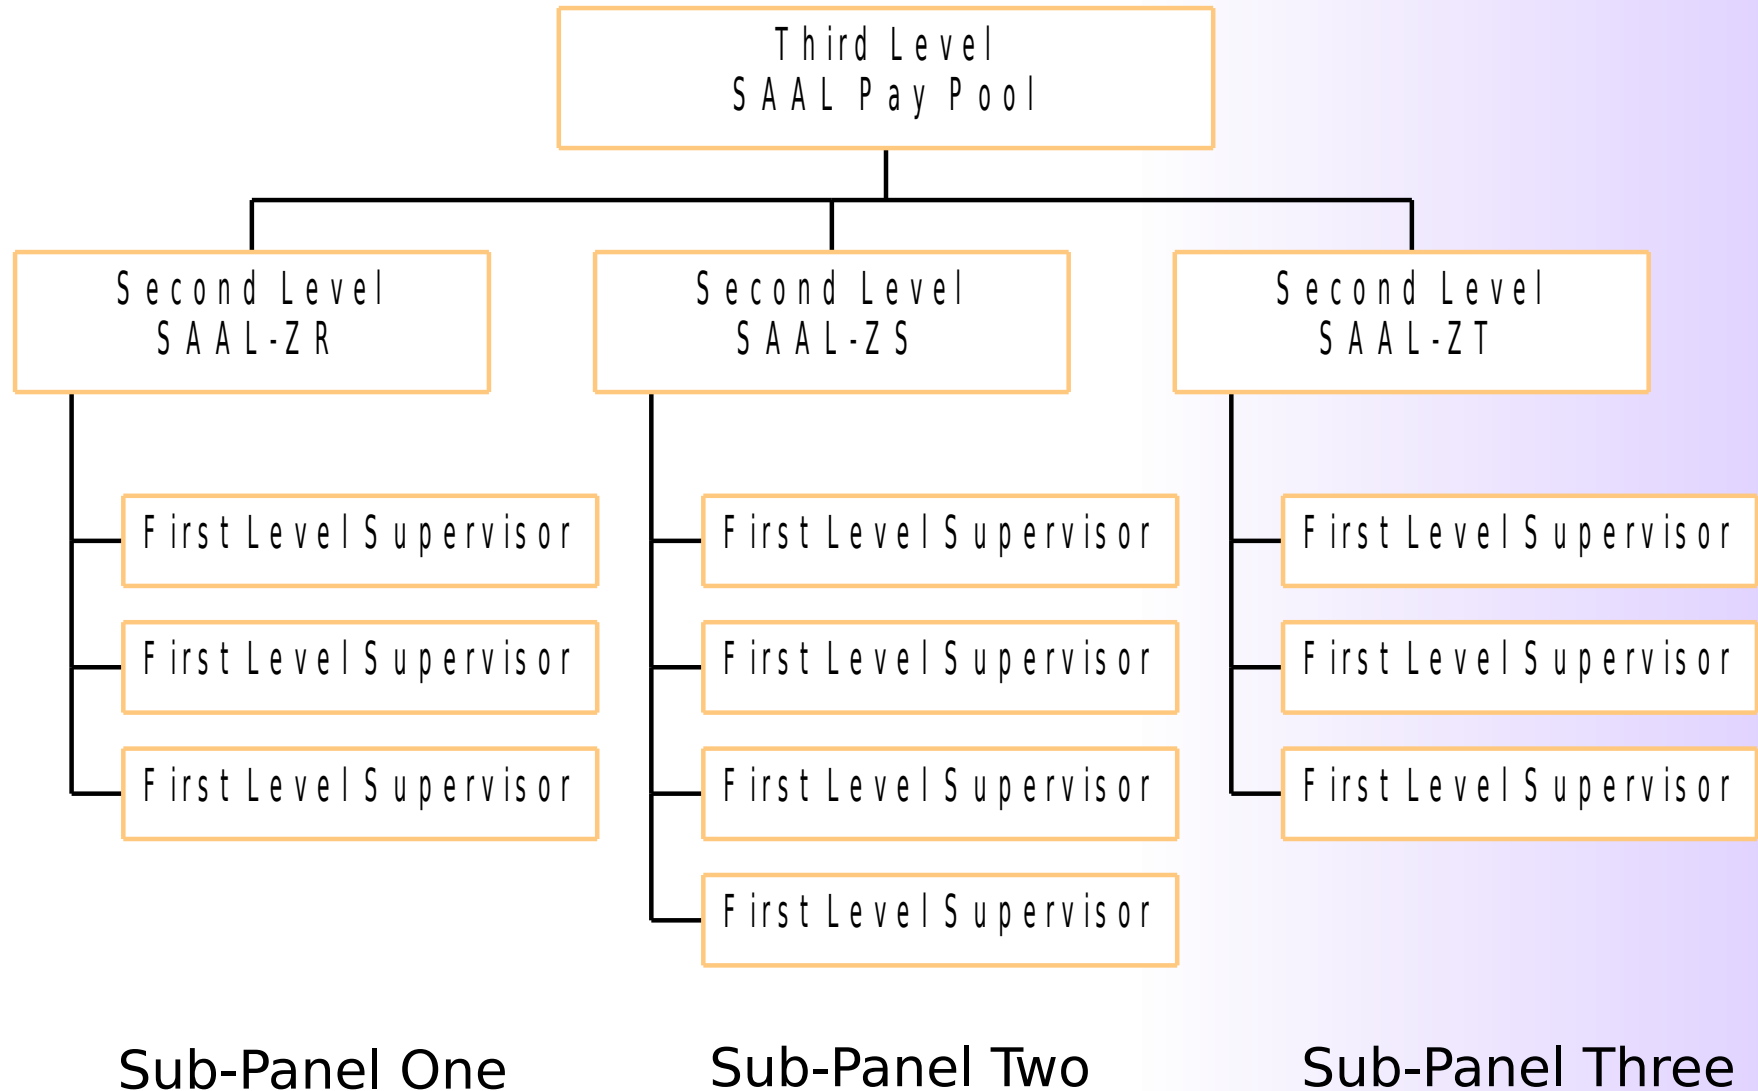 Third Level
SAAL Pay Pool
Second Level
SAAL-ZR
Second Level
SAAL-ZS
Second Level
SAAL-ZT
First Level Supervisor
First Level Supervisor
First Level Supervisor
First Level Supervisor
First Level Supervisor
First Level Supervisor
First Level Supervisor
First Level Supervisor
First Level Supervisor
First Level Supervisor
Sub-Panel One
Sub-Panel Two
Sub-Panel Three